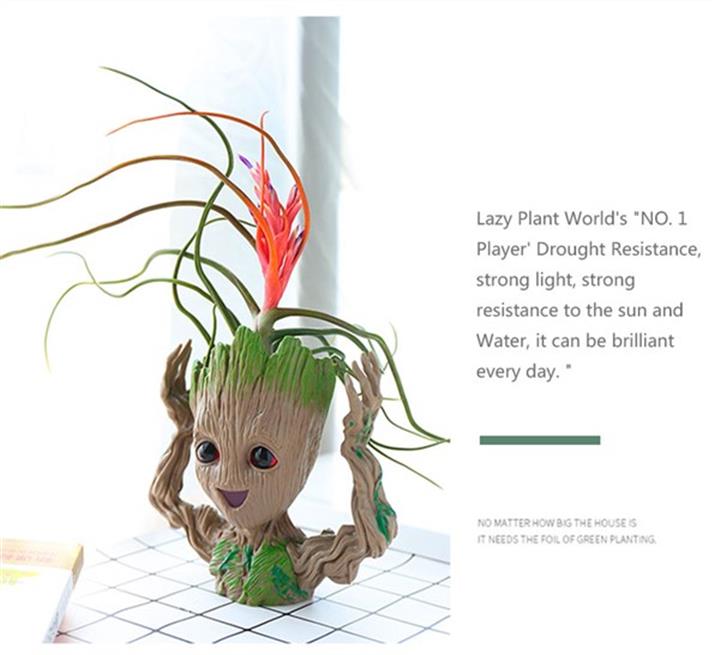 Lazy Plant World's "NO. 1
Player' Drought Resistance,
strong light, strong
resistance to the sun and
Water, it can be brilliant
every day. "
NO MATTER HOW BIG THE HOUSE IS
IT NEEDS THE FOIL OF GREEN PLANTING.